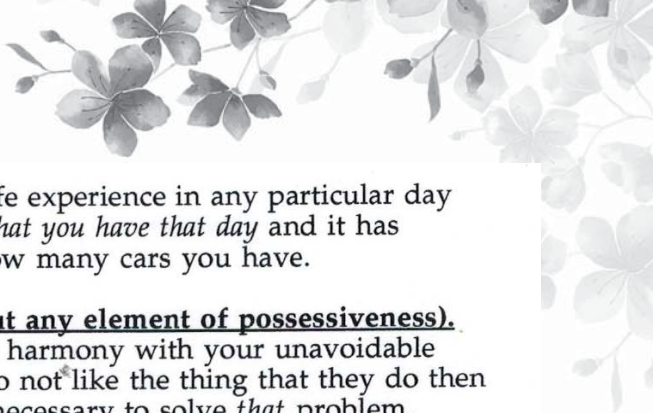 fe experience in any particular day
hat you have that day and it has
ow many cars you have.
ut any element of possessiveness).
harmony with your unavoidable
o not like the thing that they do then
necessary to solve that problem.